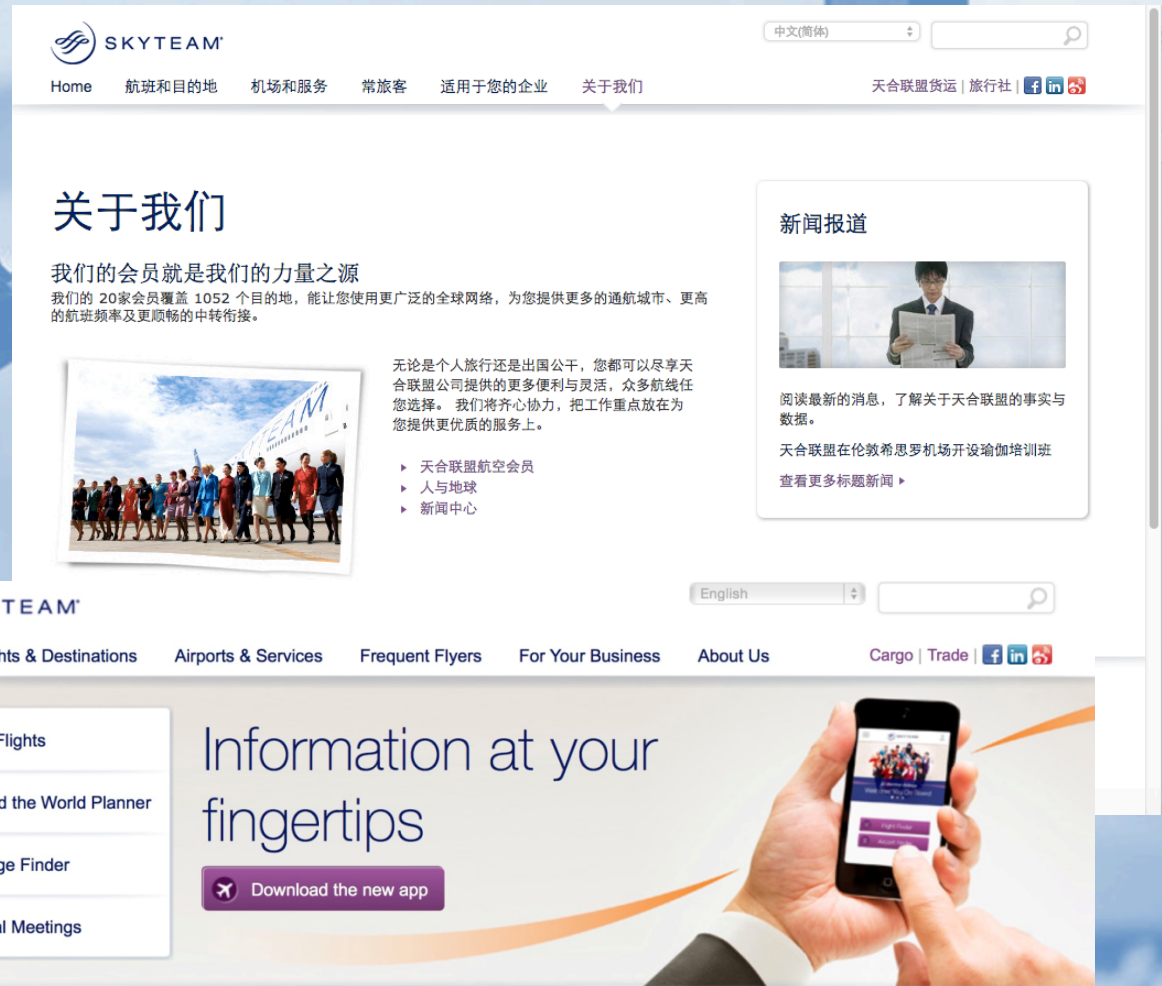 SKYTEAM
中文(简体)
Home 航班和目的地 机场和服务 常旅客 适用于您的企业 关于我们
天合联盟货运 | 旅行社 |
关于我们
我们的会员就是我们的力量之源
我们的 20家会员覆盖 1052 个目的地，能让您使用更广泛的全球网络，为您提供更多的通航城市、更高
的航班频率及更顺畅的中转衔接。
TEAM
无论是个人旅行还是出国公干，您都可以尽享天
合联盟公司提供的更多便利与灵活，众多航线任
您选择。 我们将齐心协力，把工作重点放在为
您提供更优质的服务上。
天合联盟航空会员
人与地球
新闻中心
新闻报道
阅读最新的消息，了解关于天合联盟的事实与
数据。
天合联盟在伦敦希思罗机场开设瑜伽培训班
查看更多标题新闻
TEAM
English
hts & Destinations Airports & Services Frequent Flyers For Your Business About Us
Cargo | Trade |
Flights
d the World Planner
ge Finder
l Meetings
Information at your
fingertips
Download the new app
Flight Finder